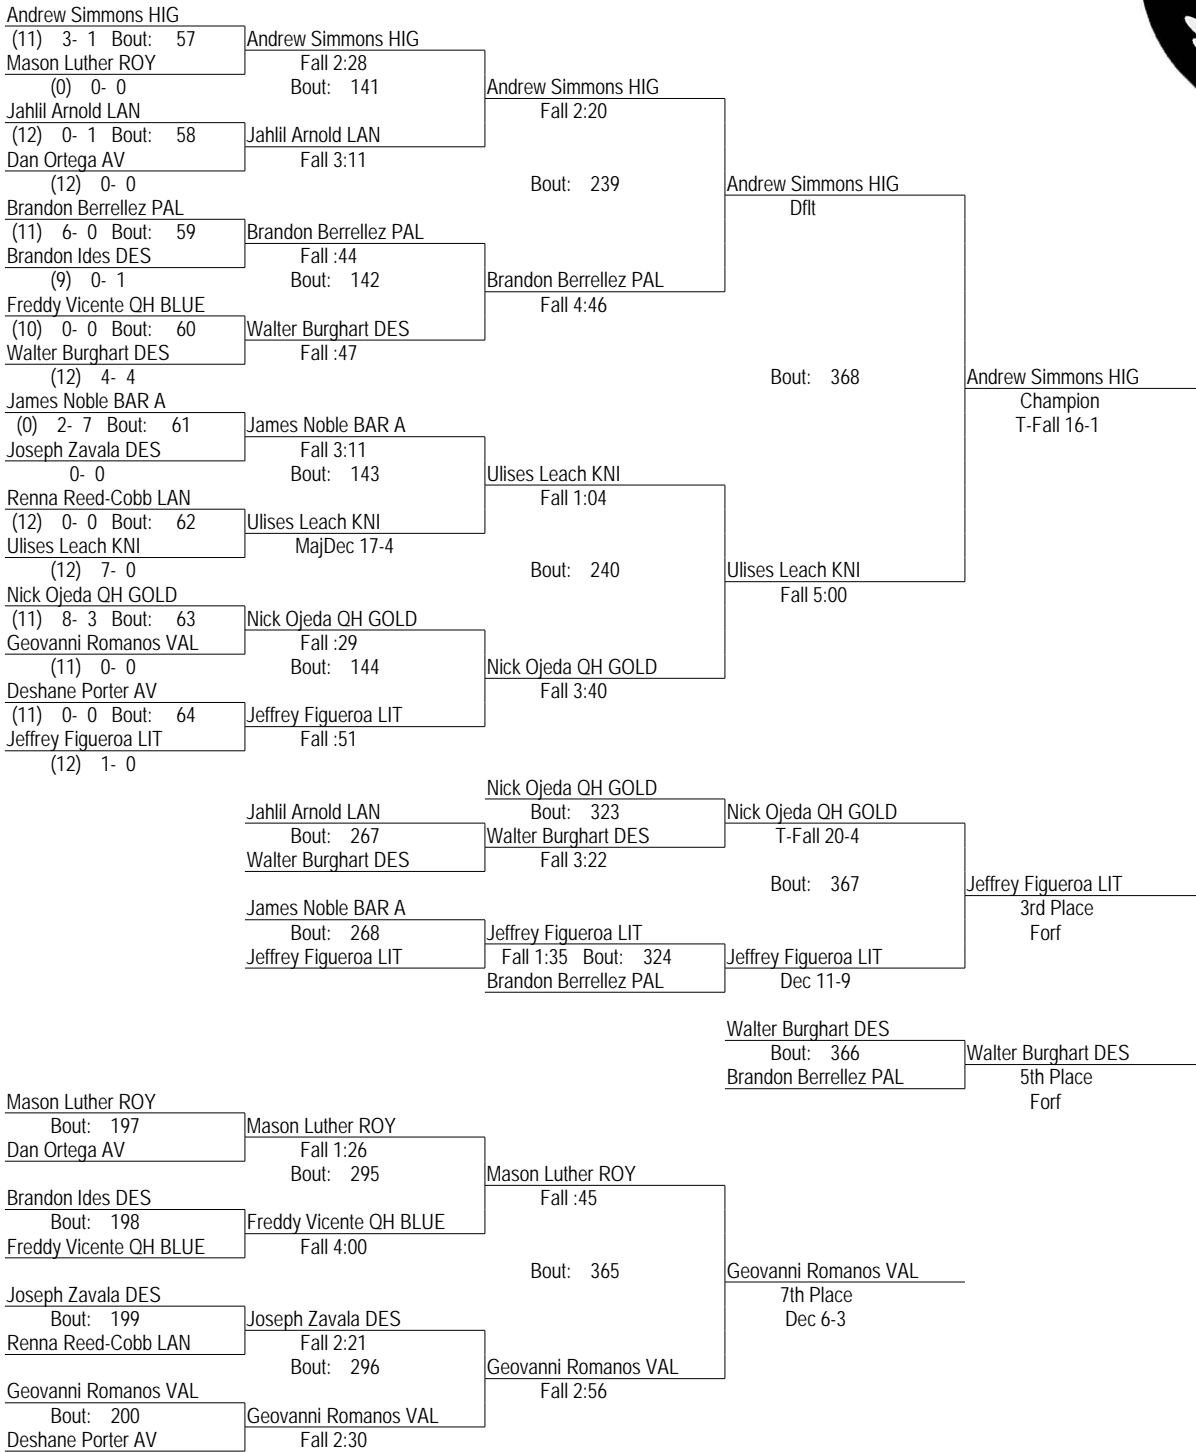 Andrew Simmons HIG
(11) 3- 1 Bout: 57
Andrew Simmons HIG
Mason Luther ROY
Fall 2:28
(0) 0- 0
Bout: 141
Andrew Simmons HIG
Jahlil Arnold LAN
Fall 2:20
(12) 0- 1 Bout: 58
Jahlil Arnold LAN
Dan Ortega AV
Fall 3:11
(12) 0- 0
Bout: 239
Andrew Simmons HIG
Brandon Berrellez PAL
Dflt
(11) 6- 0 Bout: 59
Brandon Berrellez PAL
Brandon Ides DES
Fall :44
(9) 0- 1
Bout: 142
Brandon Berrellez PAL
Freddy Vicente QH BLUE
Fall 4:46
(10) 0- 0 Bout: 60
Walter Burghart DES
Walter Burghart DES
Fall :47
(12) 4- 4
Bout: 368
Andrew Simmons HIG
James Noble BAR A
Champion
(0) 2- 7 Bout: 61
James Noble BAR A
T-Fall 16-1
Joseph Zavala DES
Fall 3:11
0- 0
Bout: 143
Ulises Leach KNI
Renna Reed-Cobb LAN
Fall 1:04
(12) 0- 0 Bout: 62
Ulises Leach KNI
Ulises Leach KNI
MajDec 17-4
(12) 7- 0
Bout: 240
Ulises Leach KNI
Nick Ojeda QH GOLD
Fall 5:00
(11) 8- 3 Bout: 63
Nick Ojeda QH GOLD
Geovanni Romanos VAL
Fall :29
(11) 0- 0
Bout: 144
Nick Ojeda QH GOLD
Deshane Porter AV
Fall 3:40
(11) 0- 0 Bout: 64
Jeffrey Figueroa LIT
Jeffrey Figueroa LIT
Fall :51
(12) 1- 0
Nick Ojeda QH GOLD
Jahlil Arnold LAN
Bout: 323
Nick Ojeda QH GOLD
Bout: 267
Walter Burghart DES
T-Fall 20-4
Walter Burghart DES
Fall 3:22
Bout: 367
Jeffrey Figueroa LIT
James Noble BAR A
3rd Place
Bout: 268
Jeffrey Figueroa LIT
Forf
Jeffrey Figueroa LIT
Fall 1:35 Bout: 324
Jeffrey Figueroa LIT
Brandon Berrellez PAL
Dec 11-9
Walter Burghart DES
Bout: 366
Walter Burghart DES
Brandon Berrellez PAL
5th Place
Forf
Mason Luther ROY
Bout: 197
Mason Luther ROY
Dan Ortega AV
Fall 1:26
Bout: 295
Mason Luther ROY
Brandon Ides DES
Fall :45
Bout: 198
Freddy Vicente QH BLUE
Freddy Vicente QH BLUE
Fall 4:00
Bout: 365
Geovanni Romanos VAL
Joseph Zavala DES
7th Place
Bout: 199
Joseph Zavala DES
Dec 6-3
Renna Reed-Cobb LAN
Fall 2:21
Bout: 296
Geovanni Romanos VAL
Geovanni Romanos VAL
Fall 2:56
Bout: 200
Geovanni Romanos VAL
Deshane Porter AV
Fall 2:30